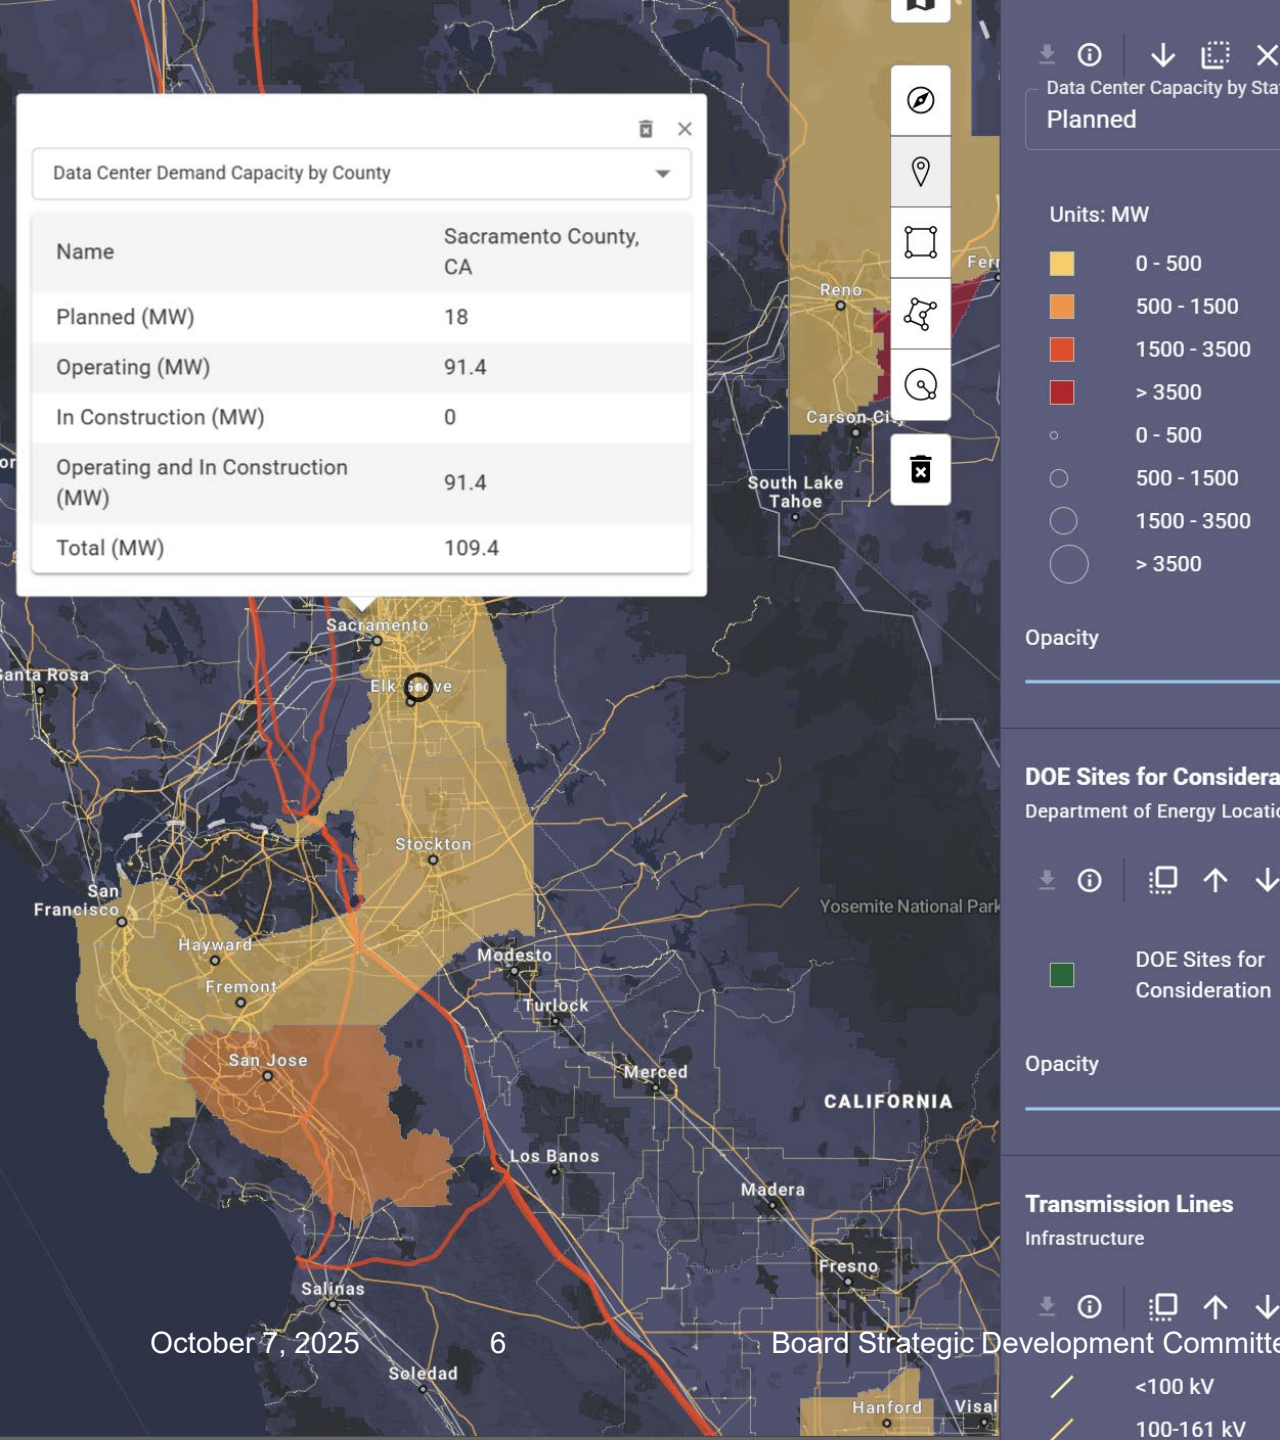 Data Center Demand Capacity by County
Name
Sacramento County,
CA
Planned (MW)
18
Operating (MW)
91.4
In Construction (MW)
0
Operating and In Construction
(MW)
91.4
Total (MW)
109.4
Reno
Carson City
South Lake
Tahoe
Sacramento
Santa Rosa
Elk Grove
Stockton
San
Francisco
Hayward
Fremont
Modesto
Turlock
Yosemite National Park
San Jose
Merced
CALIFORNIA
Los Banos
Madera
Fresno
Salinas
Soledad
Hanford
Visal
Data Center Capacity by Sta
Planned
Units: MW
0 - 500
500 - 1500
1500 - 3500
> 3500
0 - 500
500 - 1500
1500 - 3500
> 3500
Opacity
DOE Sites for Considera
Department of Energy Locatio
DOE Sites for
Consideration
Opacity
Transmission Lines
Infrastructure
<100 kV
100-161 kV
October 7, 2025
6
Board Strategic Development Committe